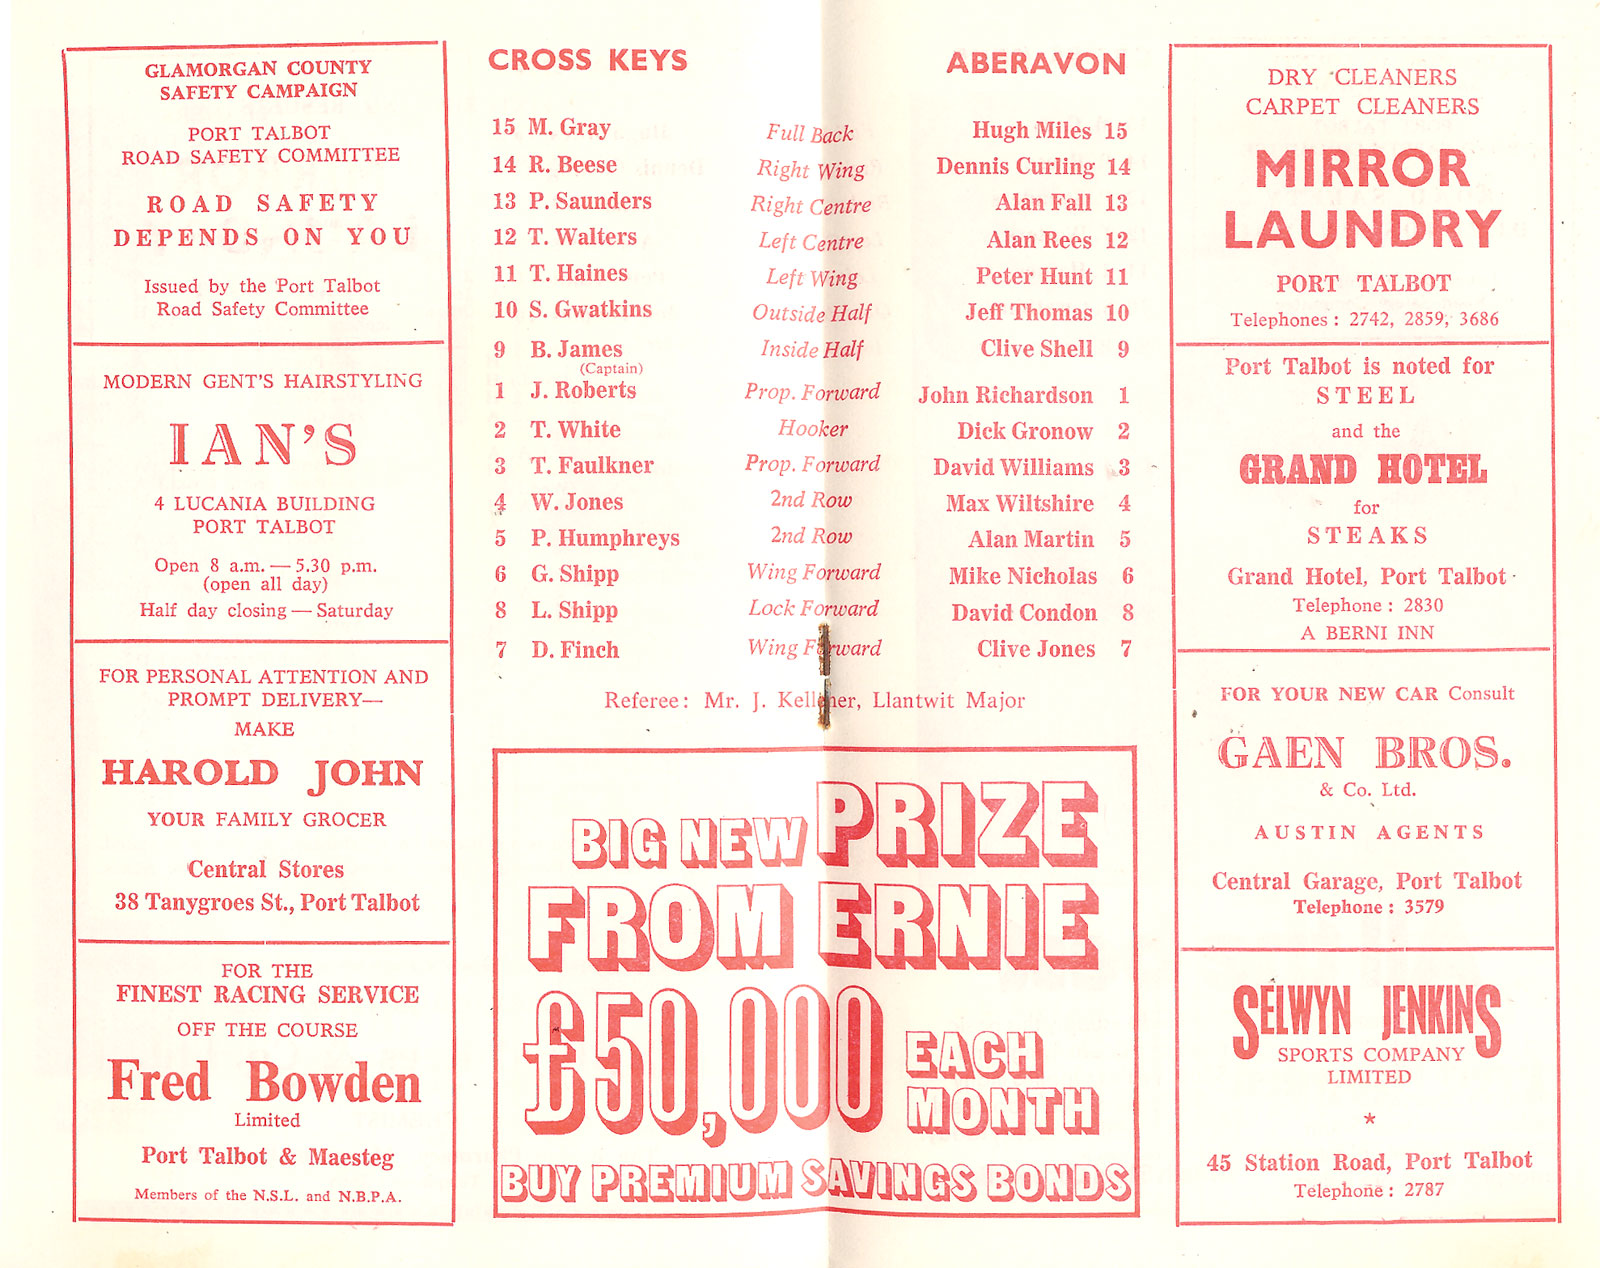 GLAMORGAN COUNTY
SAFETY CAMPAIGN
PORT TALBOT
ROAD SAFETY COMMITTEE
ROAD SAFETY
DEPENDS ON YOU
Issued by the Port Talbot
Road Safety Committee
MODERN GENT'S HAIRSTYLING
IAN'S
4 LUCANIA BUILDING
PORT TALBOT
Open 8 a.m. — 5.30 p.m.
(open all day)
Half day closing — Saturday
FOR PERSONAL ATTENTION AND
PROMPT DELIVERY—
MAKE
HAROLD JOHN
YOUR FAMILY GROCER
Central Stores
38 Tanygroes St., Port Talbot
FOR THE
FINEST RACING SERVICE
OFF THE COURSE
Fred Bowden
Limited
Port Talbot & Maesteg
Members of the N.S.L. and N.B.P.A.
CROSS KEYS ABERAVON
15 M. Gray Full Back Hugh Miles 15
14 R. Beese Right Wing Dennis Curling 14
13 P. Saunders Right Centre Alan Fall 13
12 T. Walters Left Centre Alan Rees 12
11 T. Haines Left Wing Peter Hunt 11
10 S. Gwatkins Outside Half Jeff Thomas 10
9 B. James Inside Half Clive Shell 9
(Captain)
1 J. Roberts Prop. Forward John Richardson 1
2 T. White Hooker Dick Gronow 2
3 T. Faulkner Prop. Forward David Williams 3
4 W. Jones 2nd Row Max Wiltshire 4
5 P. Humphreys 2nd Row Alan Martin 5
6 G. Shipp Wing Forward Mike Nicholas 6
8 L. Shipp Lock Forward David Condon 8
7 D. Finch Wing Forward Clive Jones 7
Referee: Mr. J. Kelleher, Llantwit Major
BIG NEW PRIZE
FROM ERNIE
£50,000 EACH
MONTH
BUY PREMIUM SAVINGS BONDS
DRY CLEANERS
CARPET CLEANERS
MIRROR
LAUNDRY
PORT TALBOT
Telephones : 2742, 2859, 3686
Port Talbot is noted for
STEEL
and the
GRAND HOTEL
for
STEAKS
Grand Hotel, Port Talbot
Telephone : 2830
A BERNI INN
FOR YOUR NEW CAR Consult
GAEN BROS.
& Co. Ltd.
AUSTIN AGENTS
Central Garage, Port Talbot
Telephone : 3579
SELWYN JENKINS
SPORTS COMPANY
LIMITED
*
45 Station Road, Port Talbot
Telephone : 2787